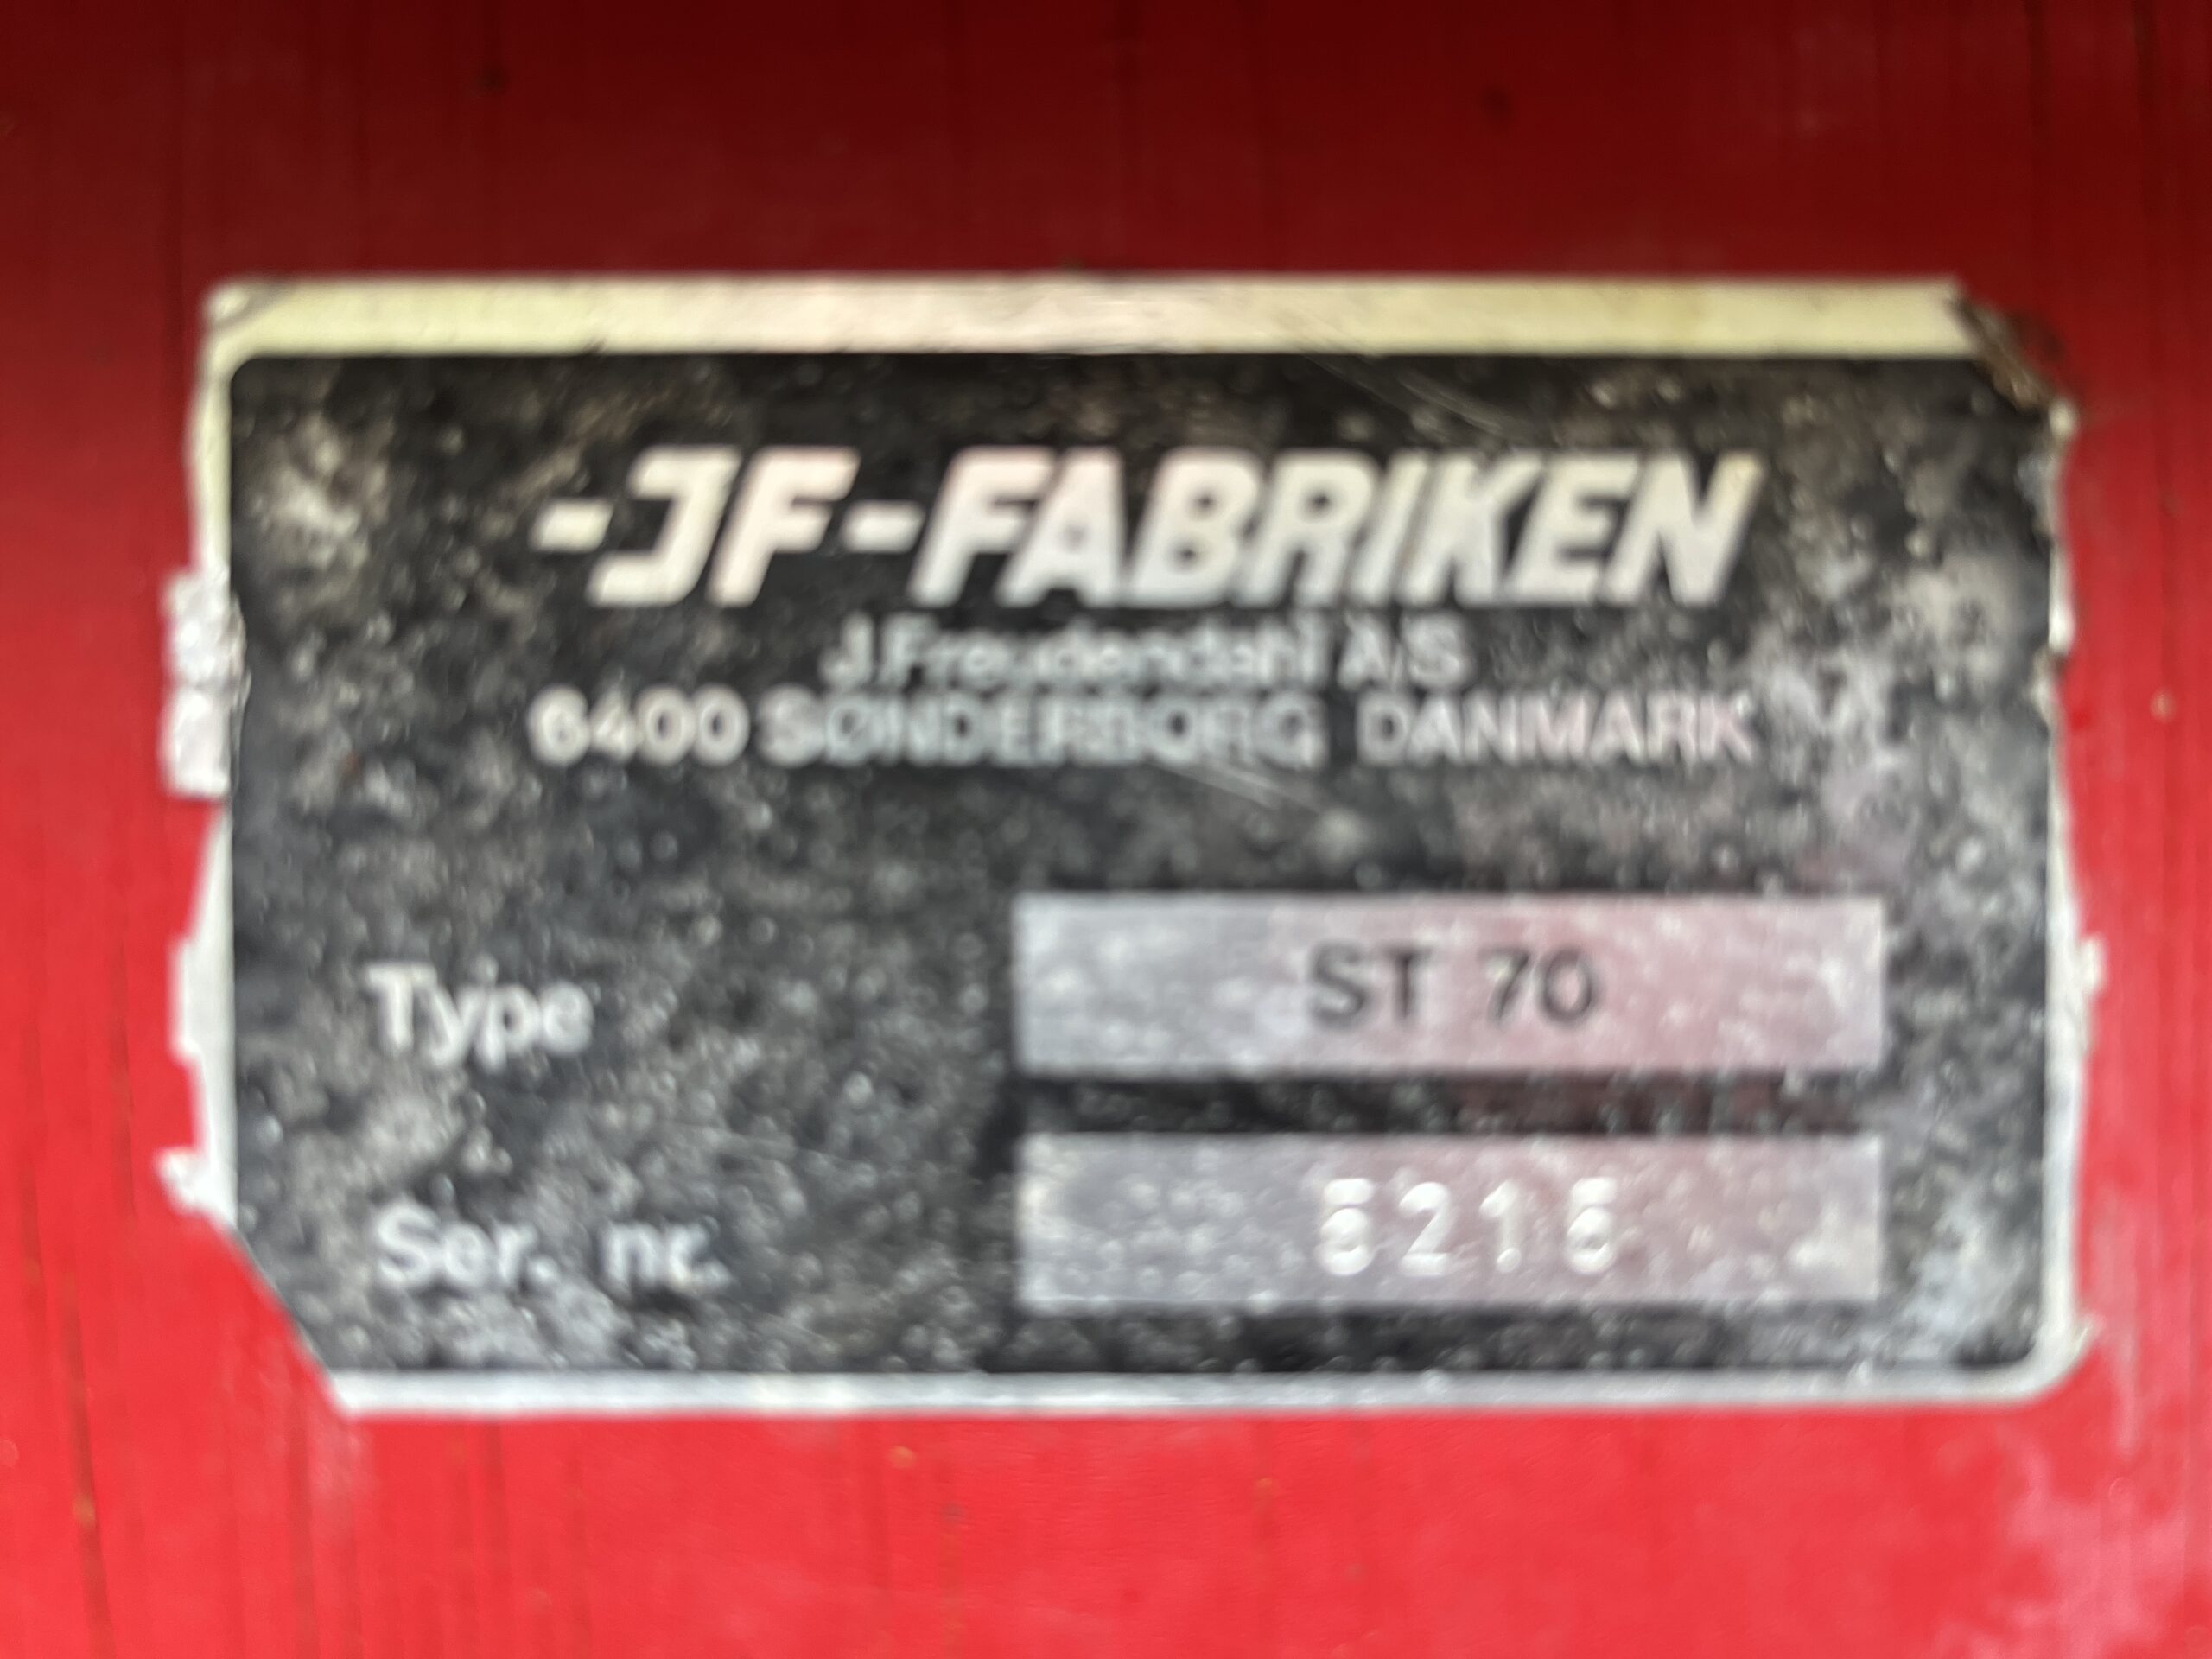 -JF-FABRIKEN
J.Freudendahl A/S
6400 SØNDERBORG DANMARK
Type ST 70
Ser. nr.